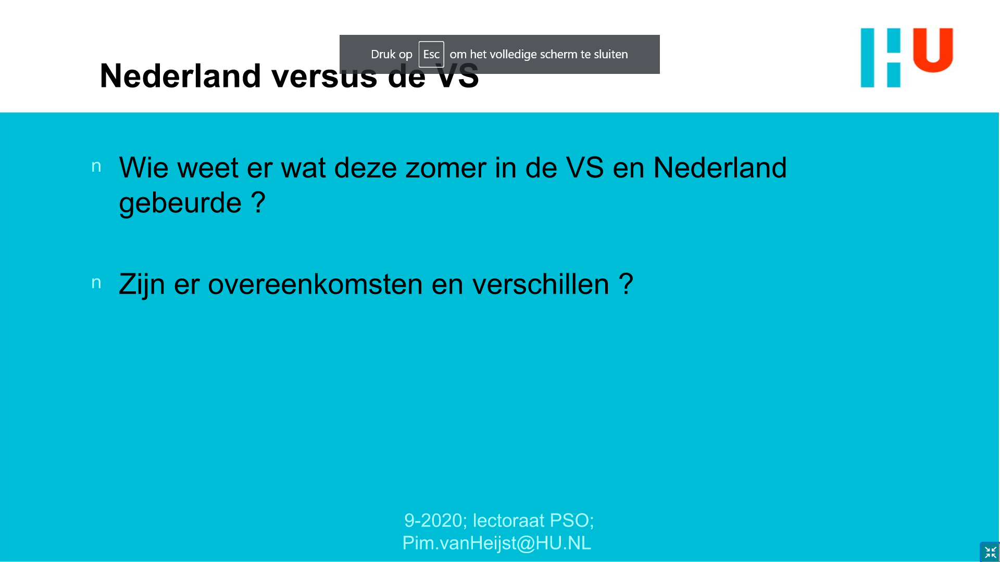 Druk op Esc om het volledige scherm te sluiten
HU
Nederland versus de VS
n Wie weet er wat deze zomer in de VS en Nederland
gebeurde ?
n Zijn er overeenkomsten en verschillen ?
9-2020; lectoraat PSO;
Pim.vanHeijst@HU.NL